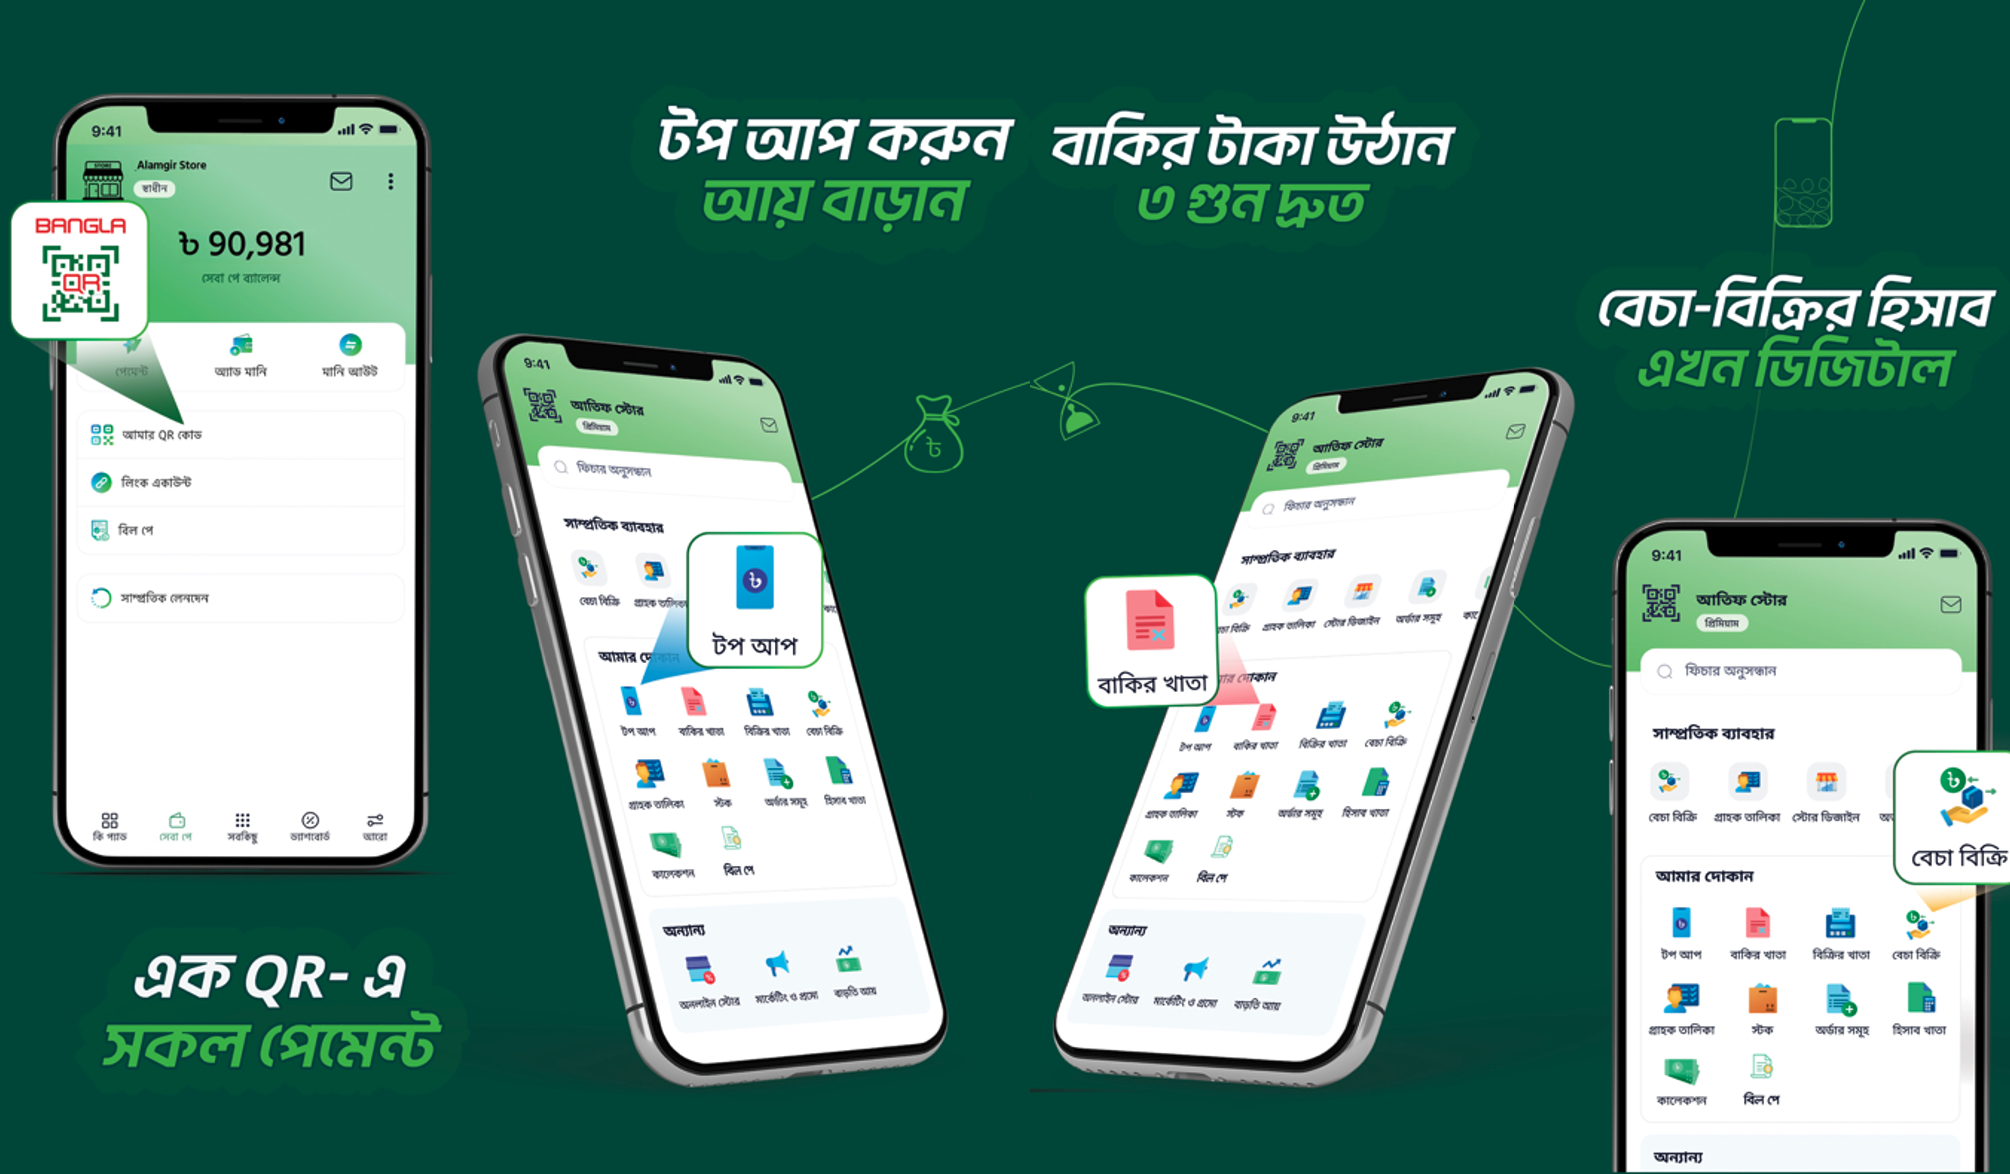 9:41
Alamgir Store
স্বাধীন
BANGLA
QR
৳ 90,981
সেবা পে ব্যালেন্স
পেমেন্ট
অ্যাড মানি
মানি আউট
আমার QR কোড
লিংক একাউন্ট
বিল পে
সাম্প্রতিক লেনদেন
কি প্যাড
সেবা পে
সবকিছু
ড্যাশবোর্ড
আরো
এক QR- এ
সকল পেমেন্ট
টপ আপ করুন
আয় বাড়ান
9:41
আতিফ স্টোর
প্রিমিয়াম
ফিচার অনুসন্ধান
সাম্প্রতিক ব্যাবহার
বেচা বিক্রি
গ্রাহক তালিকা
টপ আপ
আমার দো
টপ আপ
বাকির খাতা
বিক্রির খাতা
বেচা বিক্রি
গ্রাহক তালিকা
স্টক
অর্ডার সমূহ
হিসাব খাতা
কালেকশন
বিল পে
অন্যান্য
অনলাইন স্টোর
মার্কেটিং ও প্রমো
বাড়তি আয়
বাকির টাকা উঠান
৩ গুন দ্রুত
9:41
আতিফ স্টোর
প্রিমিয়াম
ফিচার অনুসন্ধান
সাম্প্রতিক ব্যাবহার
বেচা বিক্রি
গ্রাহক তালিকা
স্টোর ডিজাইন
অর্ডার সমূহ
কা
বাকির খাতা
মার দোকান
টপ আপ
বাকির খাতা
বিক্রির খাতা
বেচা বিক্রি
গ্রাহক তালিকা
স্টক
অর্ডার সমূহ
হিসাব খাতা
কালেকশন
বিল পে
অন্যান্য
অনলাইন স্টোর
মার্কেটিং ও প্রমো
বাড়তি আয়
বেচা-বিক্রির হিসাব
এখন ডিজিটাল
9:41
আতিফ স্টোর
প্রিমিয়াম
ফিচার অনুসন্ধান
সাম্প্রতিক ব্যাবহার
বেচা বিক্রি
গ্রাহক তালিকা
স্টোর ডিজাইন
অ
বেচা বিক্রি
আমার দোকান
টপ আপ
বাকির খাতা
বিক্রির খাতা
বেচা বিক্রি
গ্রাহক তালিকা
স্টক
অর্ডার সমূহ
হিসাব খাতা
কালেকশন
বিল পে
অন্যান্য